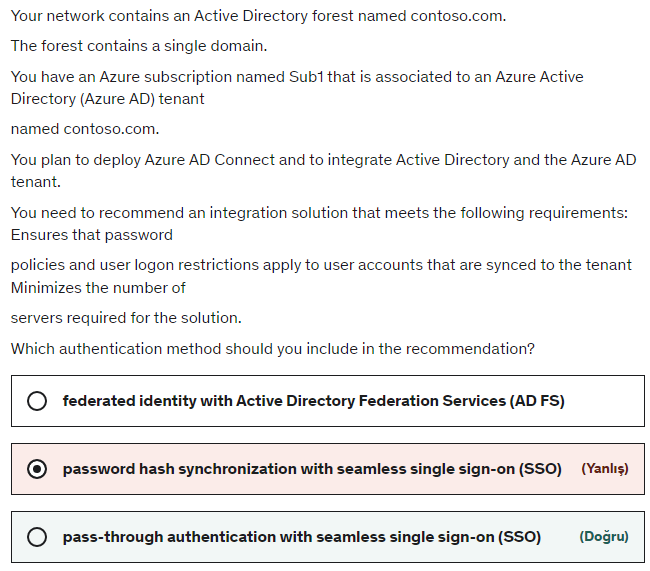 Your network contains an Active Directory forest named contoso.com.
The forest contains a single domain.
You have an Azure subscription named Sub1 that is associated to an Azure Active
Directory (Azure AD) tenant
named contoso.com.
You plan to deploy Azure AD Connect and to integrate Active Directory and the Azure AD
tenant.
You need to recommend an integration solution that meets the following requirements:
Ensures that password
policies and user logon restrictions apply to user accounts that are synced to the tenant
Minimizes the number of
servers required for the solution.
Which authentication method should you include in the recommendation?
federated identity with Active Directory Federation Services (AD FS)
password hash synchronization with seamless single sign-on (SSO) (Yanlış)
pass-through authentication with seamless single sign-on (SSO) (Doğru)